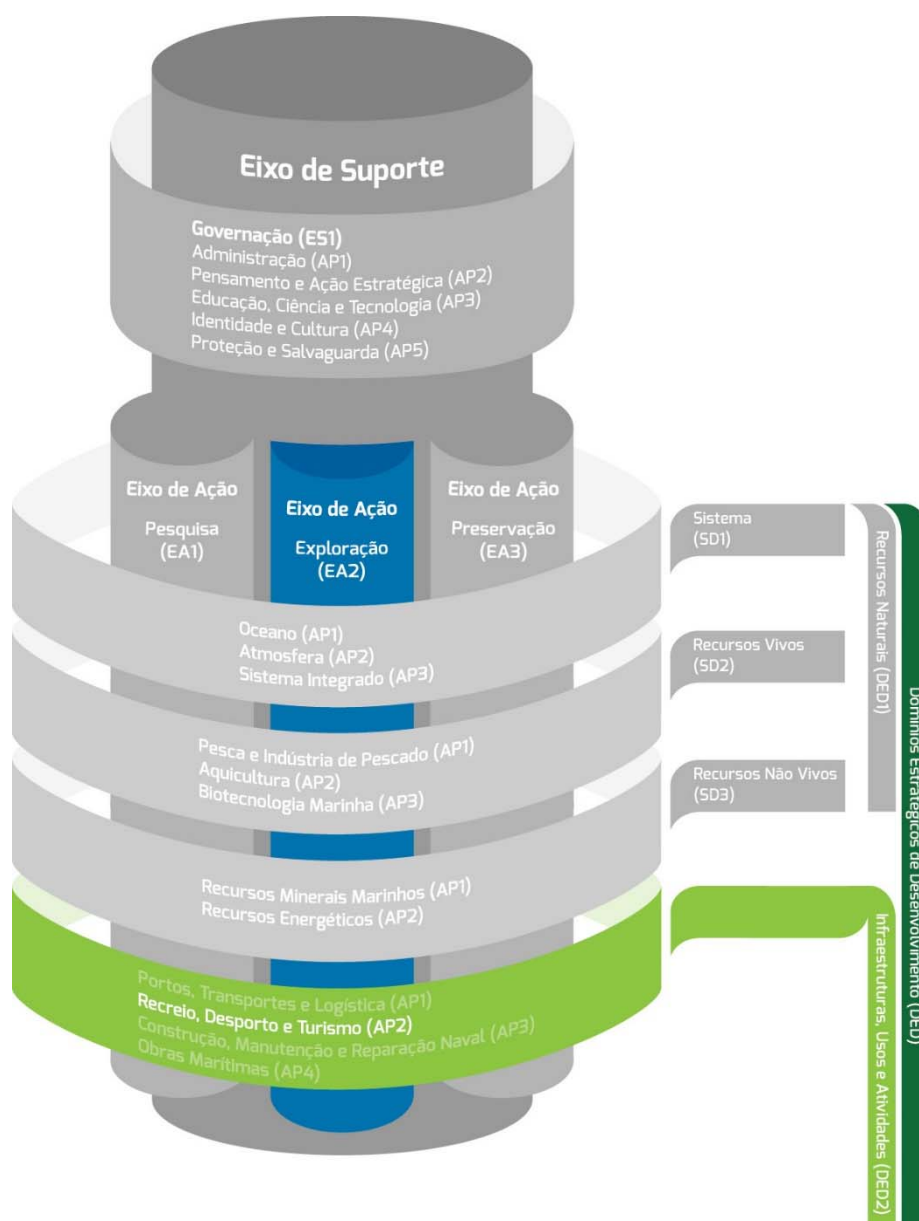 Eixo de Suporte
Governação (ES1)
Administração (AP1)
Pensamento e Ação Estratégica (AP2)
Educação, Ciência e Tecnologia (AP3)
Identidade e Cultura (AP4)
Proteção e Salvaguarda (AP5)
Eixo de Ação
Pesquisa
(EA1)
Eixo de Ação
Exploração
(EA2)
Eixo de Ação
Preservação
(EA3)
Oceano (AP1)
Atmosfera (AP2)
Sistema Integrado (AP3)
Pesca e Indústria de Pescado (AP1)
Aquicultura (AP2)
Biotecnologia Marinha (AP3)
Recursos Minerais Marinhos (AP1)
Recursos Energéticos (AP2)
Portos, Transportes e Logística (AP1)
Recreio, Desporto e Turismo (AP2)
Construção, Manutenção e Reparação Naval (AP3)
Obras Marítimas (AP4)
Sistema
(SD1)
Recursos Vivos
(SD2)
Recursos Não Vivos
(SD3)
Recursos Naturais (DED1)
Infraestruturas, Usos e Atividades (DED2)
Domínios Estratégicos de Desenvolvimento (DED)